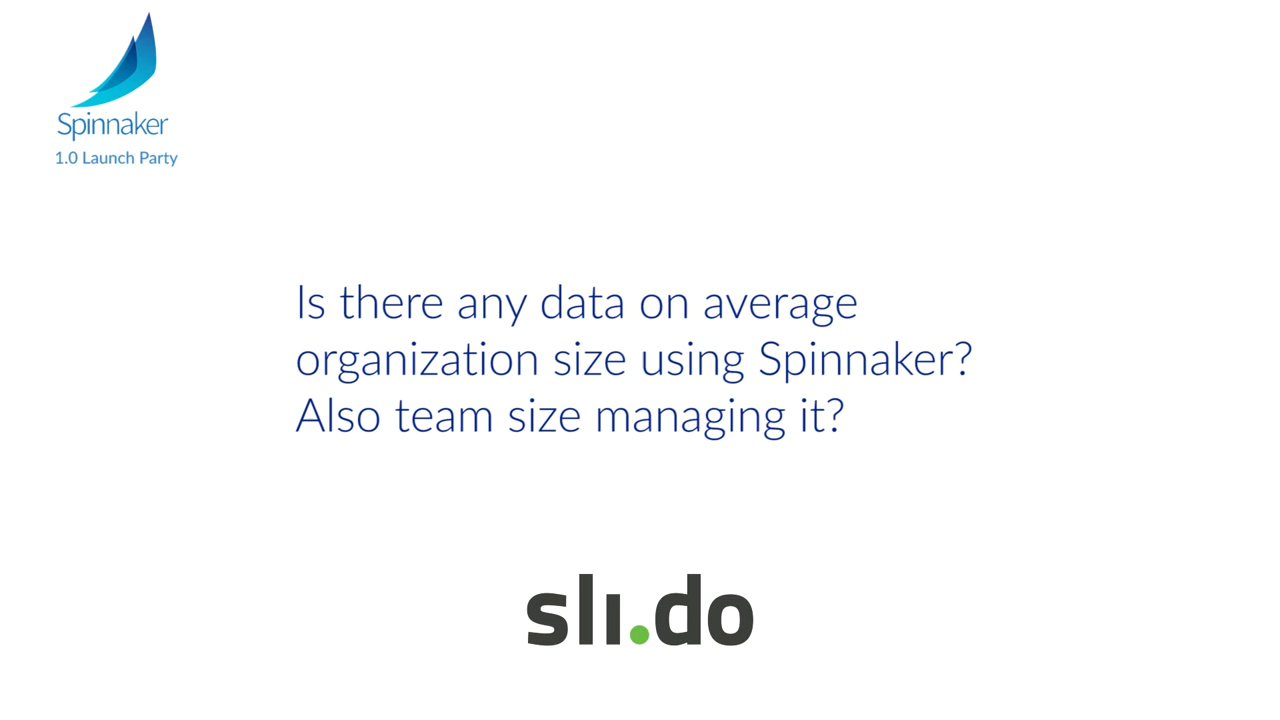 Spinnaker
1.0 Launch Party
Is there any data on average
organization size using Spinnaker?
Also team size managing it?
sli.do